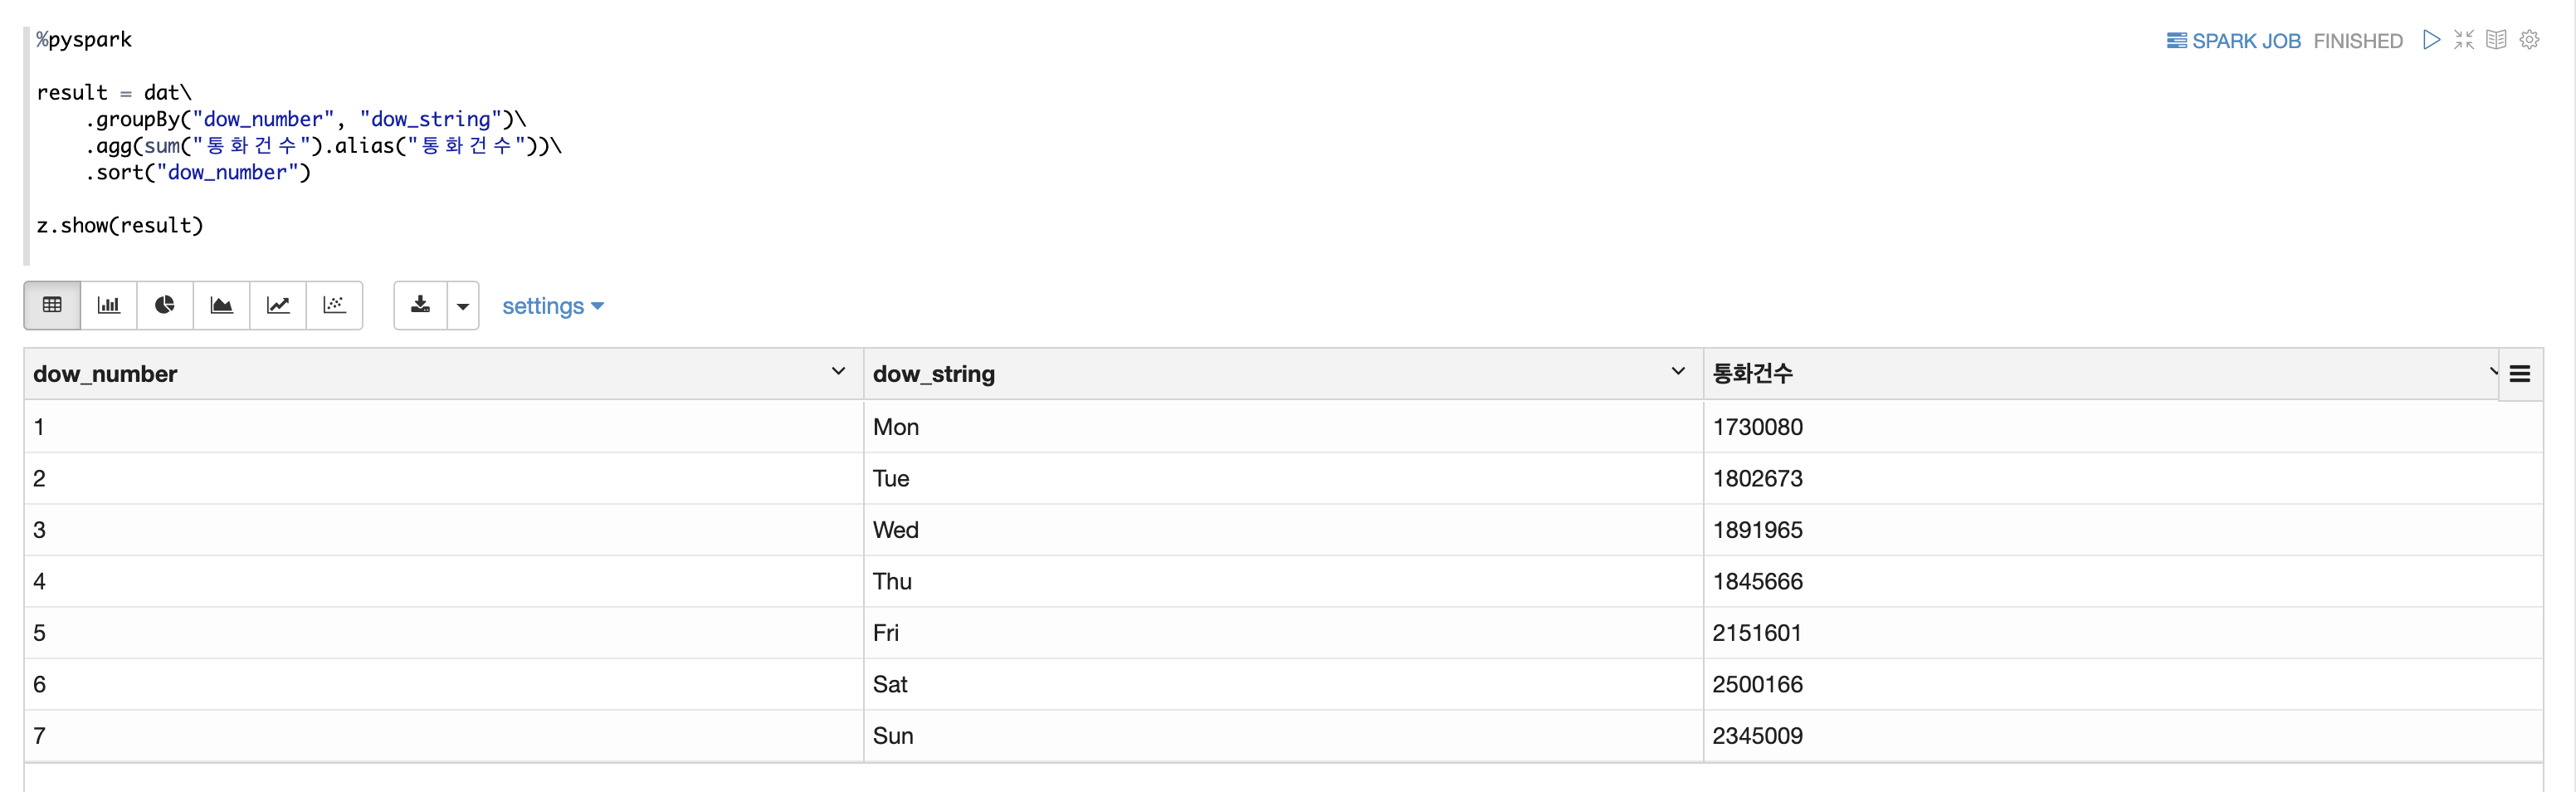 %pyspark
SPARK JOB FINISHED
result = dat\
.groupBy("dow_number", "dow_string")\
.agg(sum("통화건수").alias("통화건수"))\
.sort("dow_number")
z.show(result)
settings
dow_number dow_string 통화건수
1 Mon 1730080
2 Tue 1802673
3 Wed 1891965
4 Thu 1845666
5 Fri 2151601
6 Sat 2500166
7 Sun 2345009